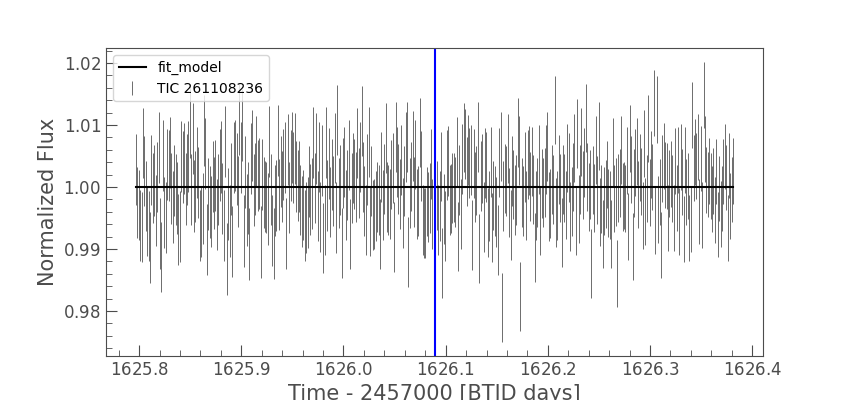 fit_model
TIC 261108236
Normalized Flux
1.02
1.01
1.00
0.99
0.98
1625.8 1625.9 1626.0 1626.1 1626.2 1626.3 1626.4
Time - 2457000 [BTJD days]